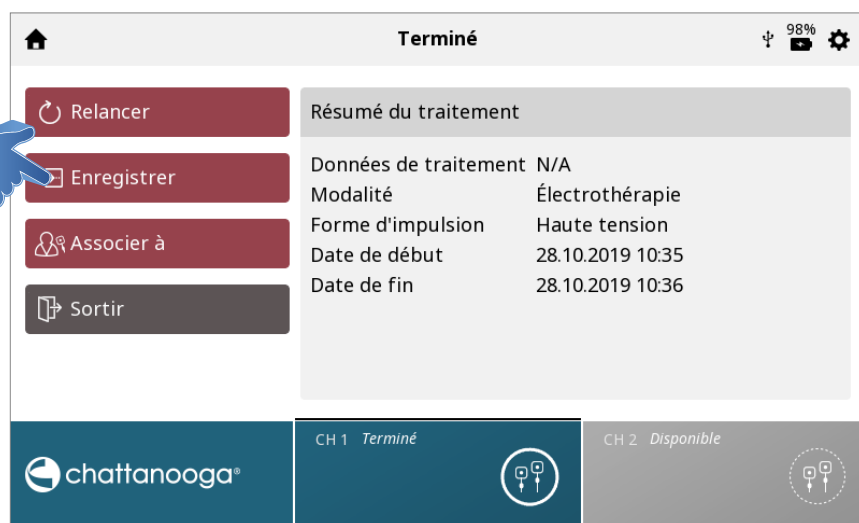 Terminé
98%
Relancer
Enregistrer
Associer à
Sortir
Résumé du traitement
Données de traitement N/A
Modalité Électrothérapie
Forme d'impulsion Haute tension
Date de début 28.10.2019 10:35
Date de fin 28.10.2019 10:36
chattanooga®
CH 1 Terminé
CH 2 Disponible